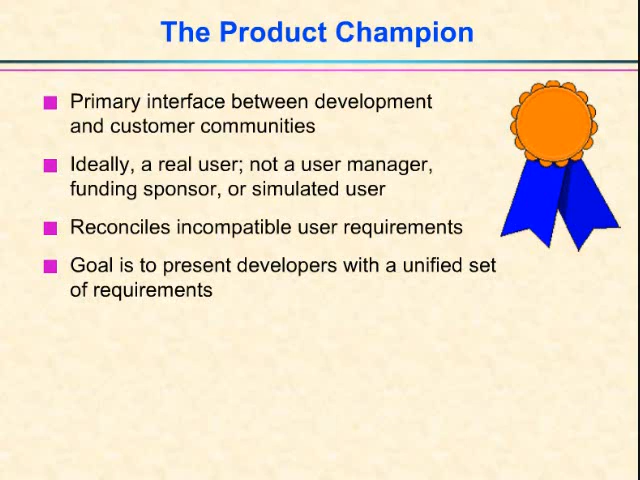 The Product Champion
Primary interface between development
and customer communities
Ideally, a real user; not a user manager,
funding sponsor, or simulated user
Reconciles incompatible user requirements
Goal is to present developers with a unified set
of requirements